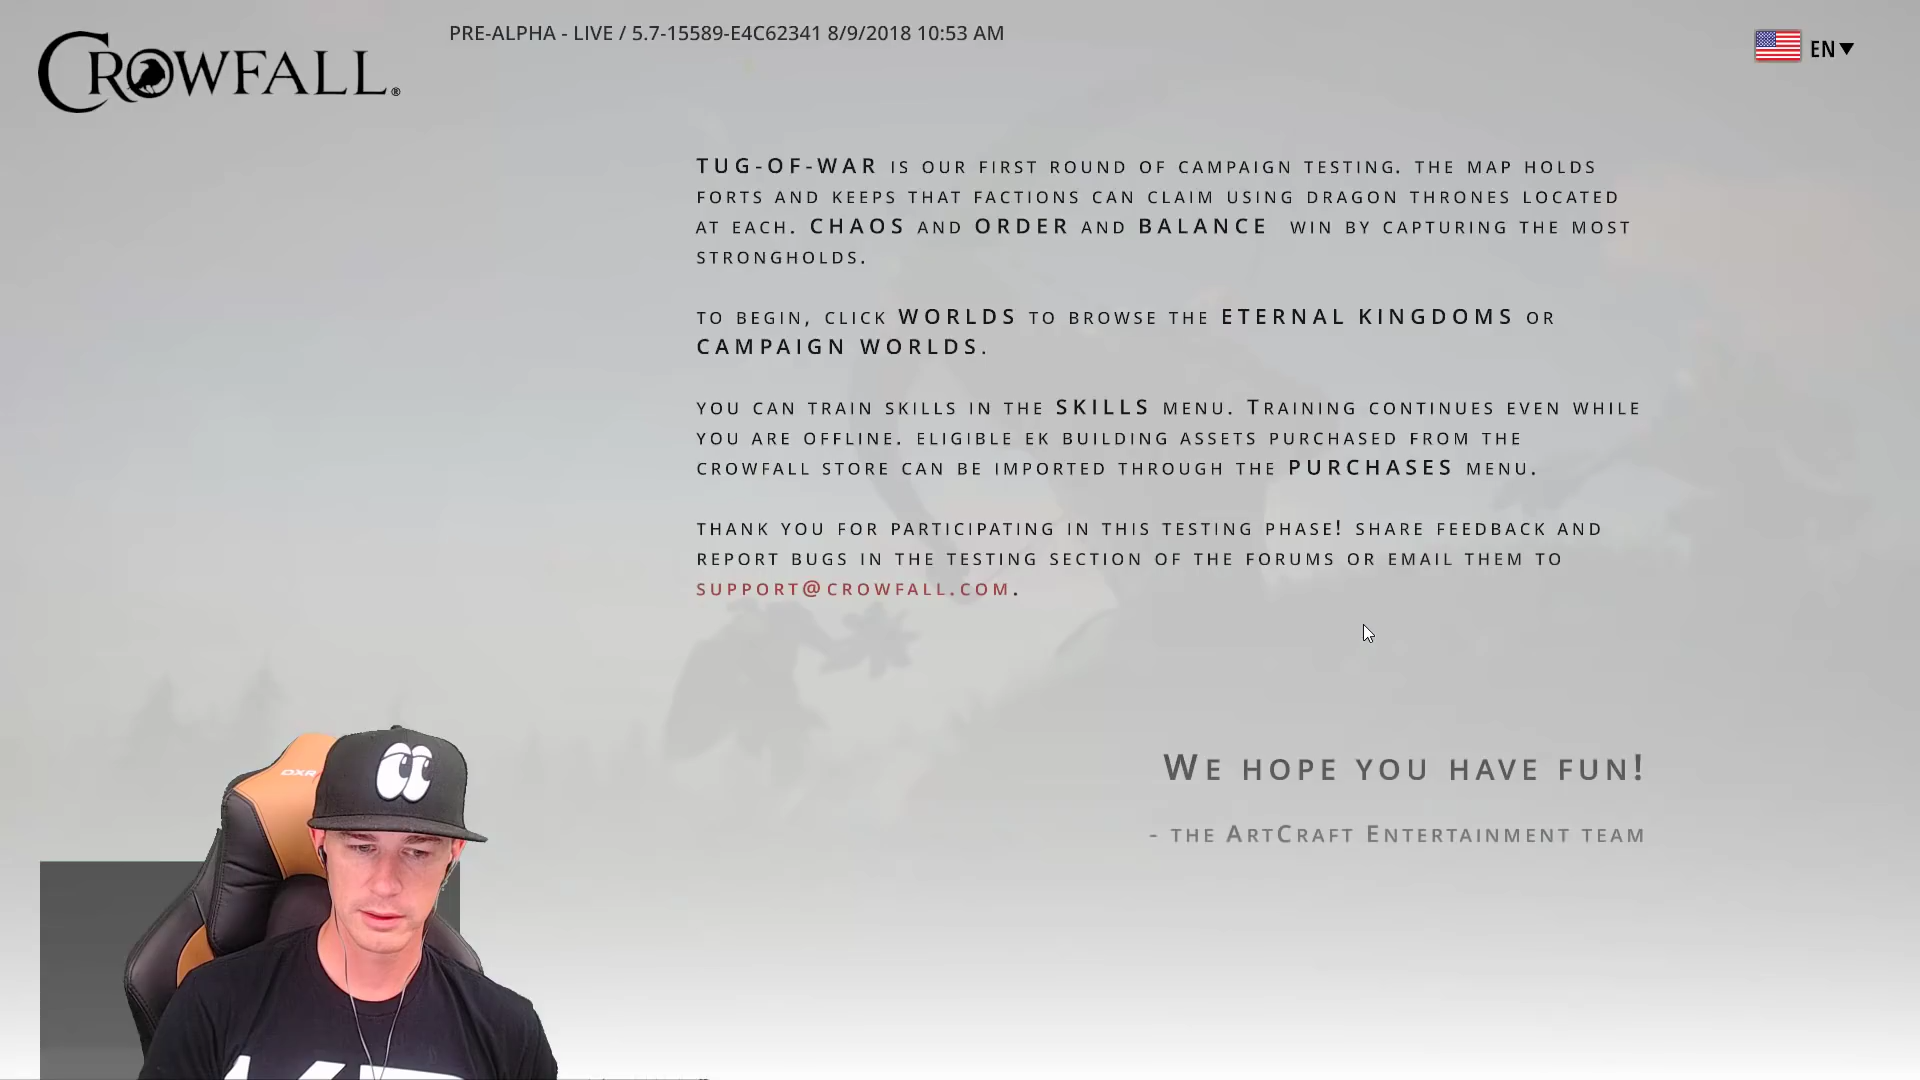 CROWFALL®
PRE-ALPHA - LIVE / 5.7-15589-E4C62341 8/9/2018 10:53 AM
EN
TUG-OF-WAR IS OUR FIRST ROUND OF CAMPAIGN TESTING. THE MAP HOLDS
FORTS AND KEEPS THAT FACTIONS CAN CLAIM USING DRAGON THRONES LOCATED
AT EACH. CHAOS AND ORDER AND BALANCE WIN BY CAPTURING THE MOST
STRONGHOLDS.
TO BEGIN, CLICK WORLDS TO BROWSE THE ETERNAL KINGDOMS OR
CAMPAIGN WORLDS.
YOU CAN TRAIN SKILLS IN THE SKILLS MENU. TRAINING CONTINUES EVEN WHILE
YOU ARE OFFLINE. ELIGIBLE EK BUILDING ASSETS PURCHASED FROM THE
CROWFALL STORE CAN BE IMPORTED THROUGH THE PURCHASES MENU.
THANK YOU FOR PARTICIPATING IN THIS TESTING PHASE! SHARE FEEDBACK AND
REPORT BUGS IN THE TESTING SECTION OF THE FORUMS OR EMAIL THEM TO
SUPPORT@CROWFALL.COM.
WE HOPE YOU HAVE FUN!
- THE ARTCRAFT ENTERTAINMENT TEAM